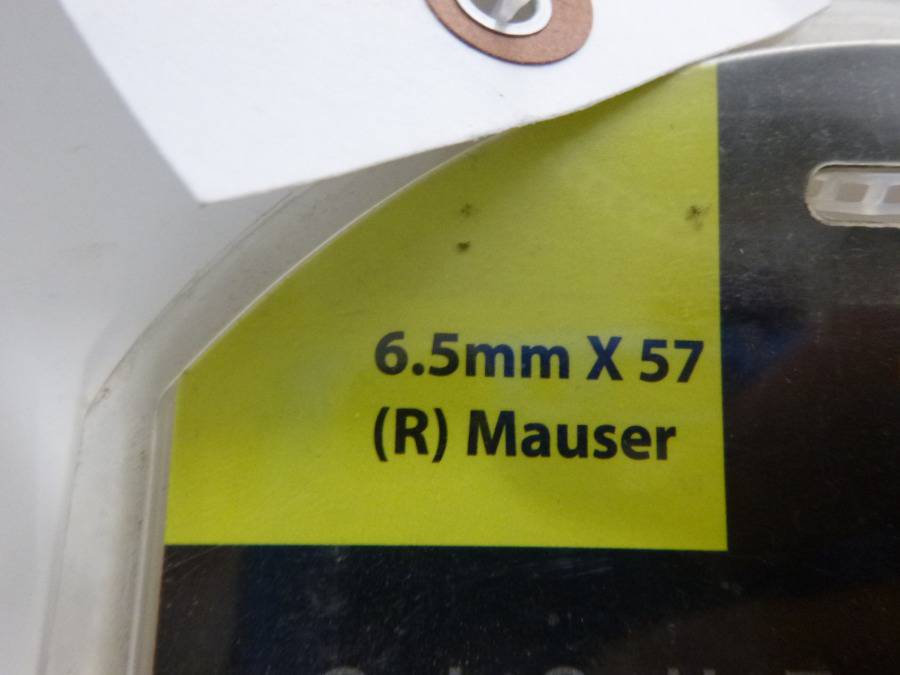 6.5mm X 57
(R) Mauser